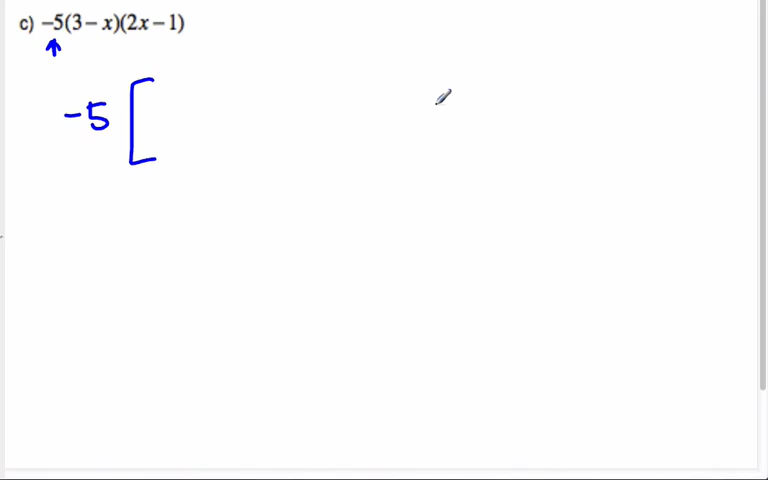 c) –5(3 – x)(2x – 1)
-5 [